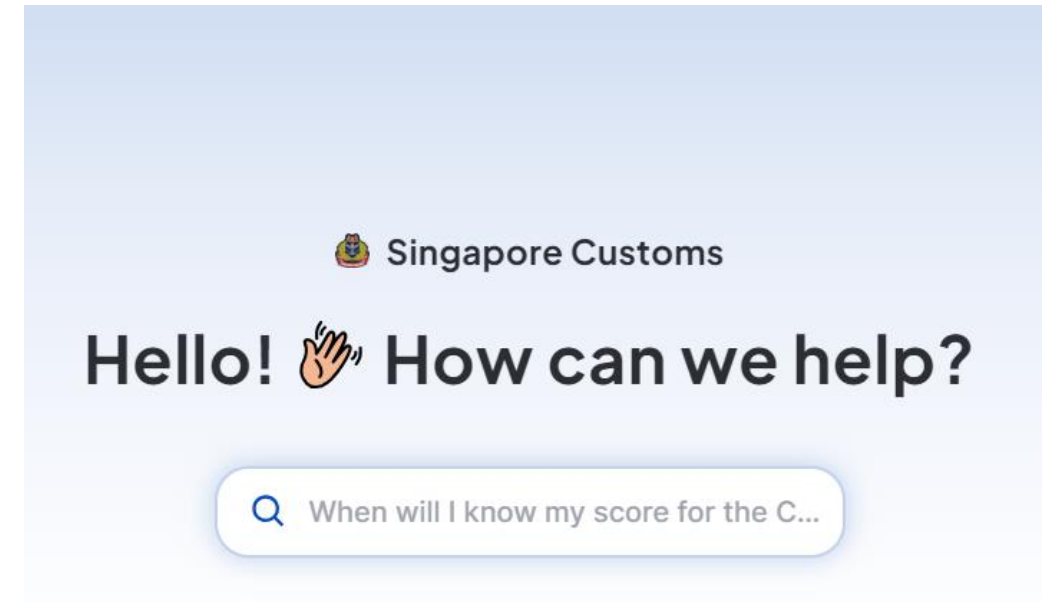 Singapore Customs
Hello! 👋 How can we help?
When will I know my score for the C...